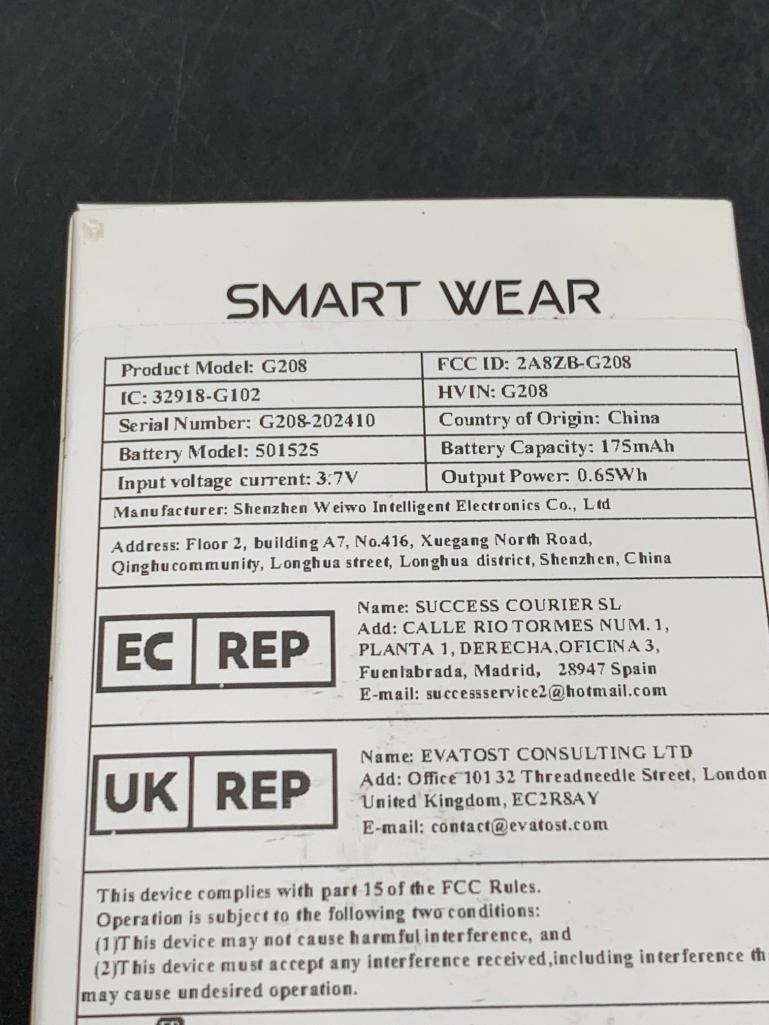 SMART WEAR
Product Model: G208
FCC ID: 2A8ZB-G208
IC: 32918-G102
HVIN: G208
Serial Number: G208-202410
Country of Origin: China
Battery Model: 501525
Battery Capacity: 175mAh
Input voltage current: 3.7V
Output Power: 0.65Wh
Manufacturer: Shenzhen Weiwo Intelligent Electronics Co., Ltd
Address: Floor 2, building A7, No.416, Xuegang North Road,
Qinghucommunity, Longhua street, Longhua district, Shenzhen, China
EC REP
Name: SUCCESS COURIER SL
Add: CALLE RIO TORMES NUM. 1,
PLANTA 1, DERECHA,OFICINA 3,
Fuenlabrada, Madrid, 28947 Spain
E-mail: successservice2@hotmail.com
UK REP
Name: EVATOST CONSULTING LTD
Add: Office 101 32 Threadneedle Street, London
United Kingdom, EC2R8AY
E-mail: contact@evatost.com
This device complies with part 15 of the FCC Rules.
Operation is subject to the following two conditions:
(1)This device may not cause harmful interference, and
(2)This device must accept any interference received,including interference th
may cause undesired operation.